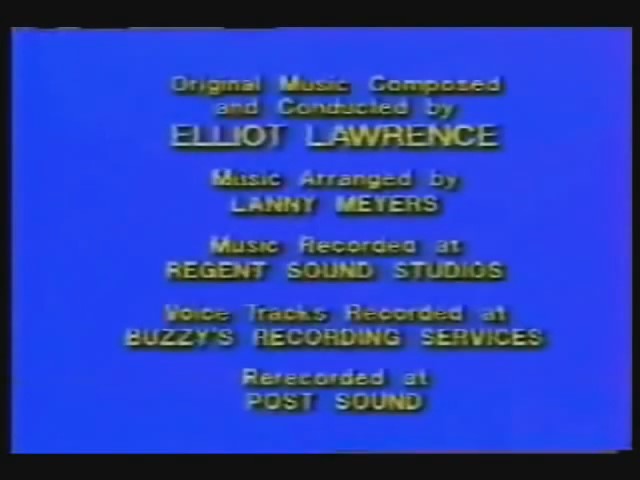 Original Music Composed
and Conducted by
ELLIOT LAWRENCE
Music Arranged by
LANNY MEYERS
Music Recorded at
REGENT SOUND STUDIOS
Voice Tracks Recorded at
BUZZY'S RECORDING SERVICES
Rerecorded at
POST SOUND